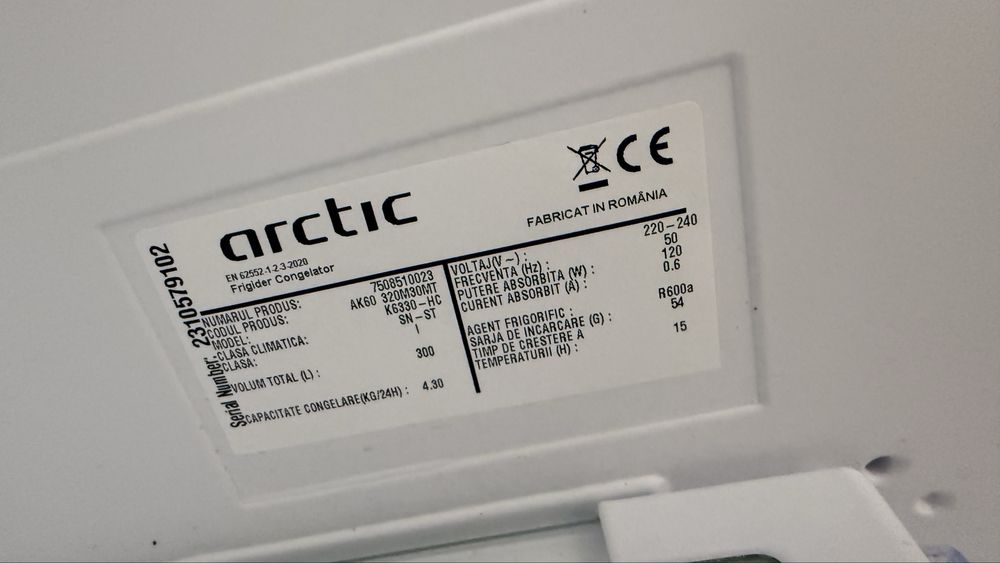 arctic
CE
EN 62552-1-2-3-2020
Frigider Congelator
FABRICAT IN ROMÂNIA
Serial Number. 2310579102
NUMARUL PRODUS: 7508510023
CODUL PRODUS: AK60 320M30MT
MODEL: K6330-HC
CLASA CLIMATICA: SN-ST
CLASA: I
VOLUM TOTAL (L) : 300
CAPACITATE CONGELARE(KG/24H) : 4.30
VOLTAJ(V ~) : 220-240
FRECVENTA (Hz) : 50
PUTERE ABSORBITA (W) : 120
CURENT ABSORBIT (A) : 0.6
AGENT FRIGORIFIC : R600a
SARJA DE INCARCARE (G) : 54
TIMP DE CRESTERE A
TEMPERATURII (H) : 15